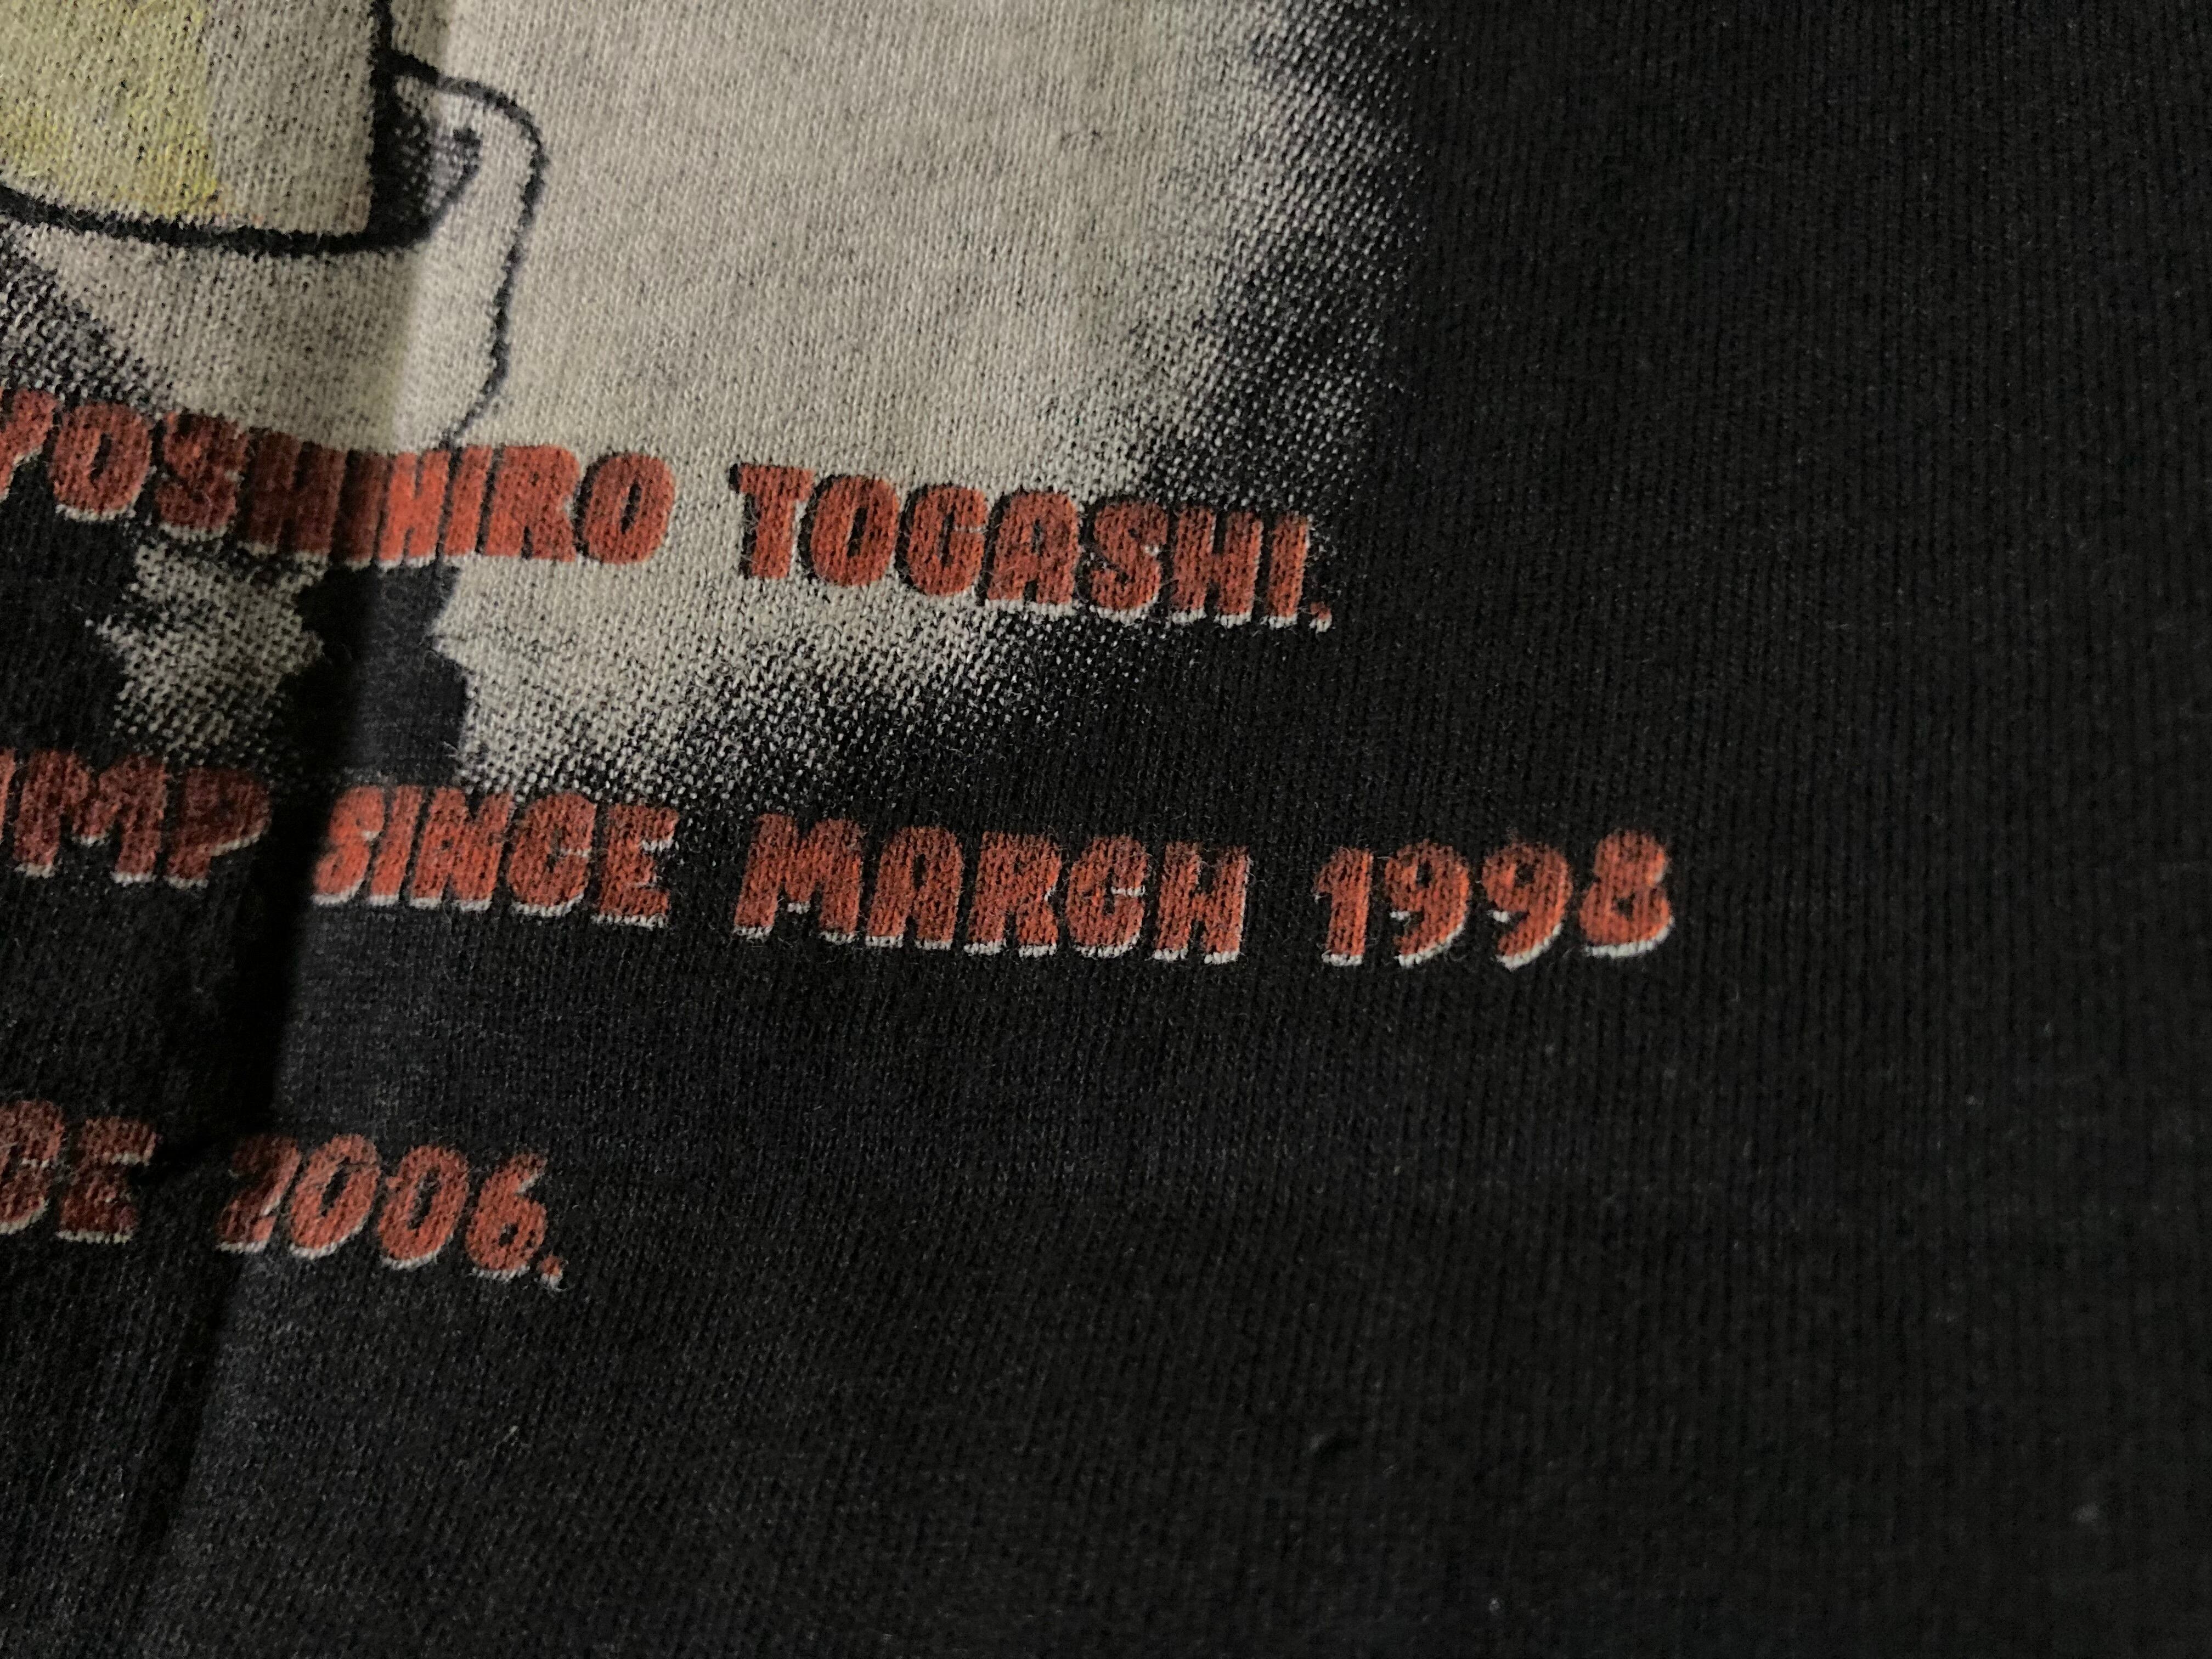 YOSHIHIRO TOGASHI.
SINCE MARCH 1998
2006.